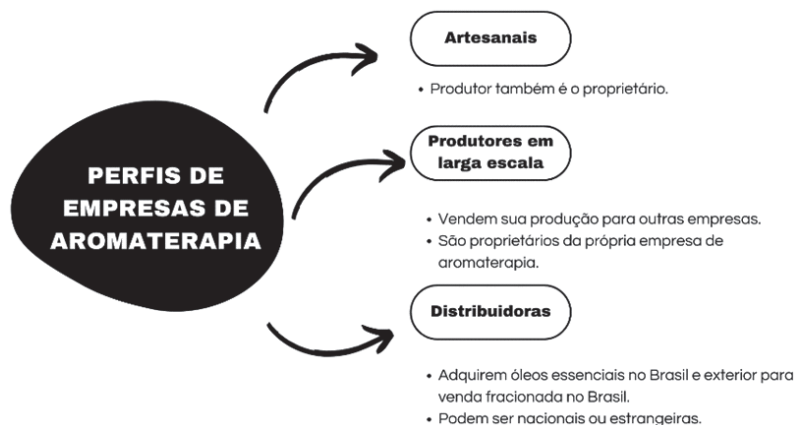 PERFIS DE
EMPRESAS DE
AROMATERAPIA
Artesanais
• Produtor também é o proprietário.
Produtores em
larga escala
• Vendem sua produção para outras empresas.
• São proprietários da própria empresa de
aromaterapia.
Distribuidoras
• Adquirem óleos essenciais no Brasil e exterior para
venda fracionada no Brasil.
• Podem ser nacionais ou estrangeiras.